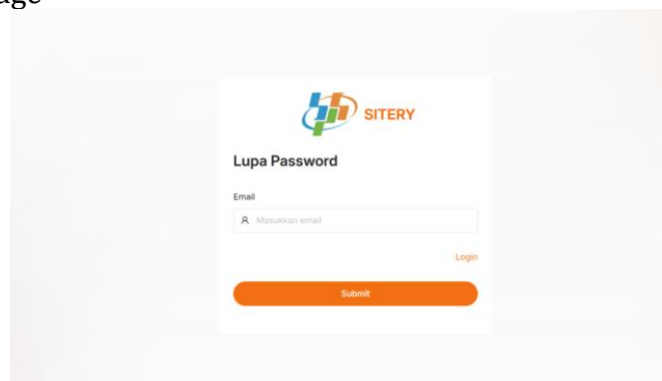 SITERY
Lupa Password
Email
Masukkan email
Login
Submit